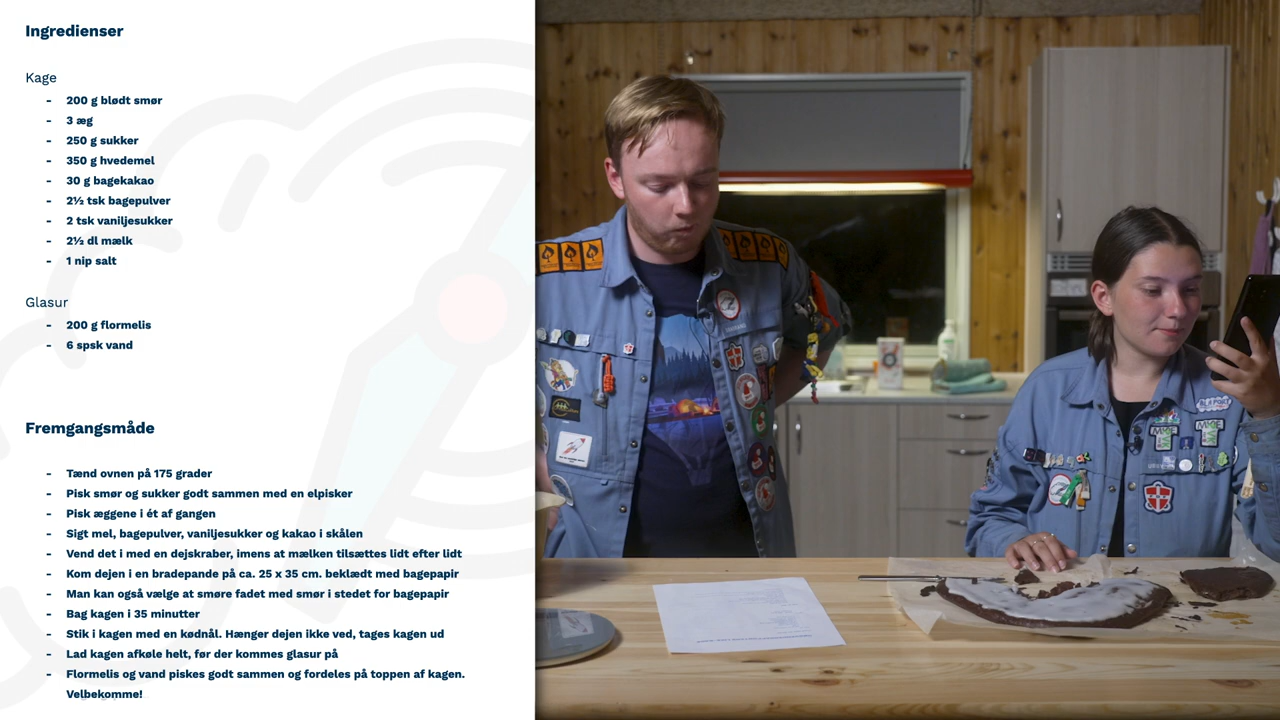 Ingredienser
Kage
- 200 g blødt smør
- 3 æg
- 250 g sukker
- 350 g hvedemel
- 30 g bagekakao
- 2½ tsk bagepulver
- 2 tsk vaniljesukker
- 2½ dl mælk
- 1 nip salt
Glasur
- 200 g flormelis
- 6 spsk vand
Fremgangsmåde
- Tænd ovnen på 175 grader
- Pisk smør og sukker godt sammen med en elpisker
- Pisk æggene i ét af gangen
- Sigt mel, bagepulver, vaniljesukker og kakao i skålen
- Vend det i med en dejskraber, imens at mælken tilsættes lidt efter lidt
- Kom dejen i en bradepande på ca. 25 x 35 cm. beklædt med bagepapir
- Man kan også vælge at smøre fadet med smør i stedet for bagepapir
- Bag kagen i 35 minutter
- Stik i kagen med en kødnål. Hænger dejen ikke ved, tages kagen ud
- Lad kagen afkøle helt, før der kommes glasur på
- Flormelis og vand piskes godt sammen og fordeles på toppen af kagen.
Velbekomme!